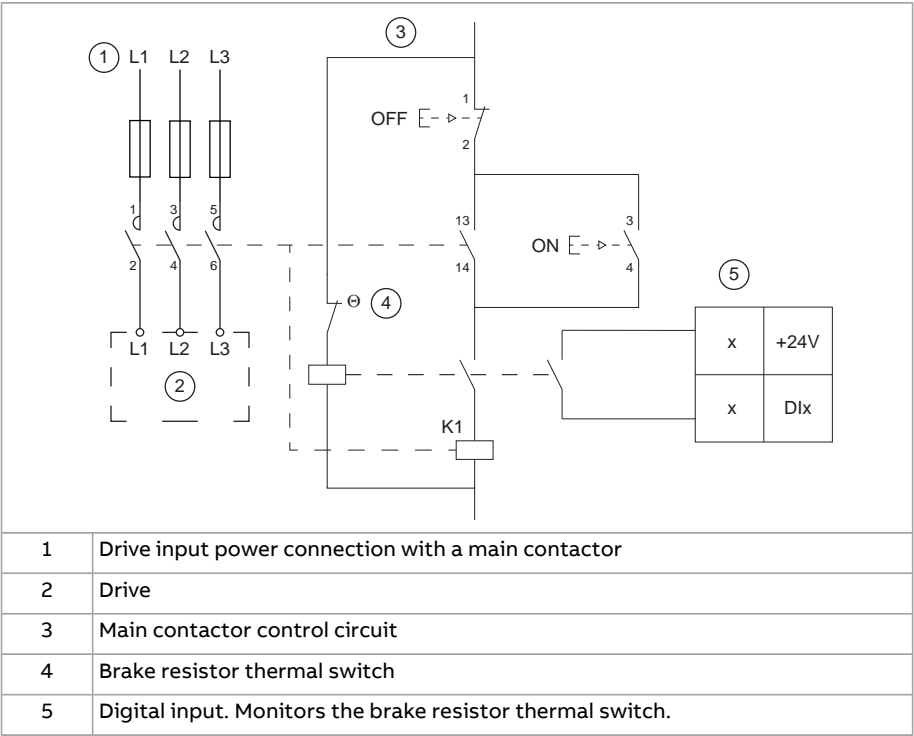 3
1 L1 L2 L3
1
OFF
2
1 3 5
13
3
ON
2 4 6
14
4
5
Θ 4
L1 L2 L3
x +24V
2
x DIx
K1
1 Drive input power connection with a main contactor
2 Drive
3 Main contactor control circuit
4 Brake resistor thermal switch
5 Digital input. Monitors the brake resistor thermal switch.